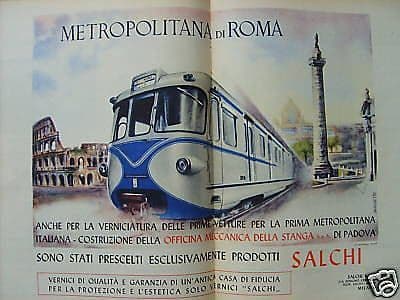 METROPOLITANA DI ROMA
ANCHE PER LA VERNICIATURA DELLE PRIME VETTURE PER LA PRIMA METROPOLITANA
ITALIANA - COSTRUZIONE DELLA OFFICINA MECCANICA DELLA STANGA DI PADOVA
SONO STATI PRESCELTI ESCLUSIVAMENTE PRODOTTI SALCHI
VERNICI DI QUALITÀ E GARANZIA DI UN'ANTICA CASA DI FIDUCIA
PER LA PROTEZIONE E L'ESTETICA SOLO VERNICI "SALCHI"